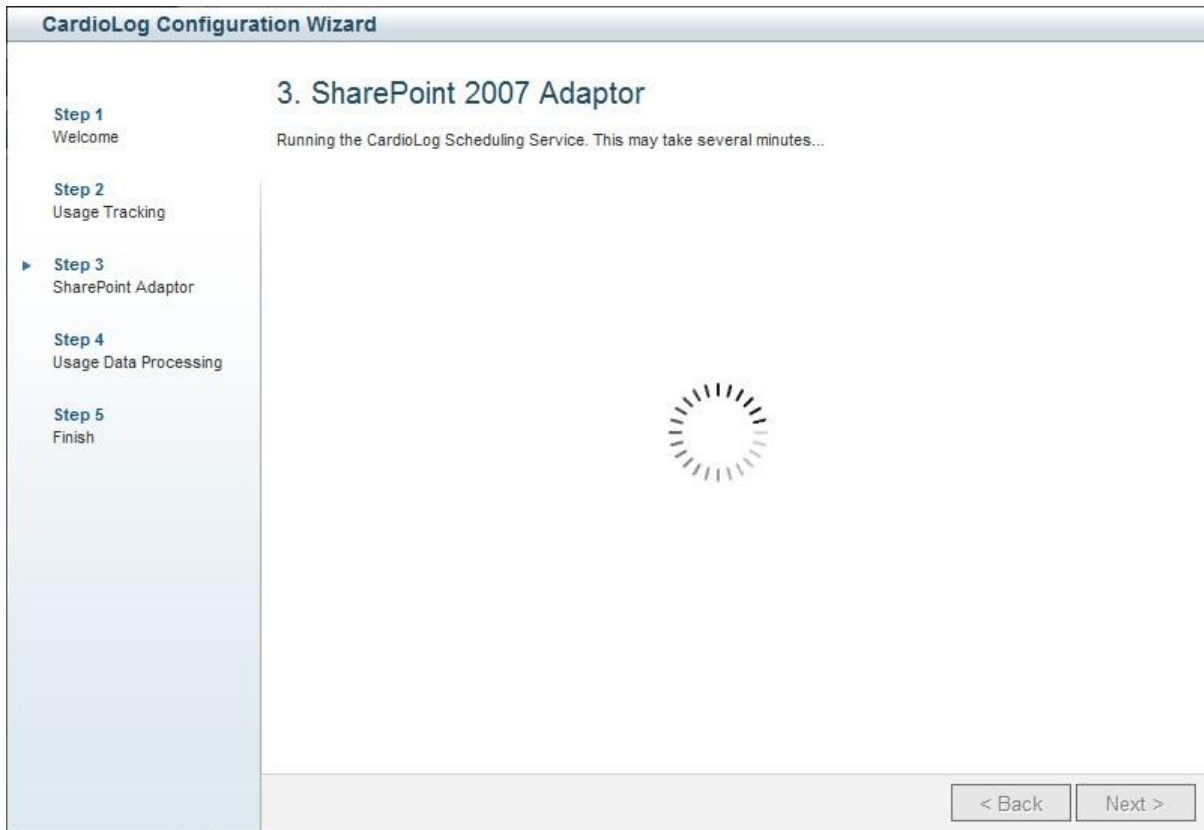 CardioLog Configuration Wizard
Step 1
Welcome
Step 2
Usage Tracking
Step 3
SharePoint Adaptor
Step 4
Usage Data Processing
Step 5
Finish
3. SharePoint 2007 Adaptor
Running the CardioLog Scheduling Service. This may take several minutes...
< Back
Next >